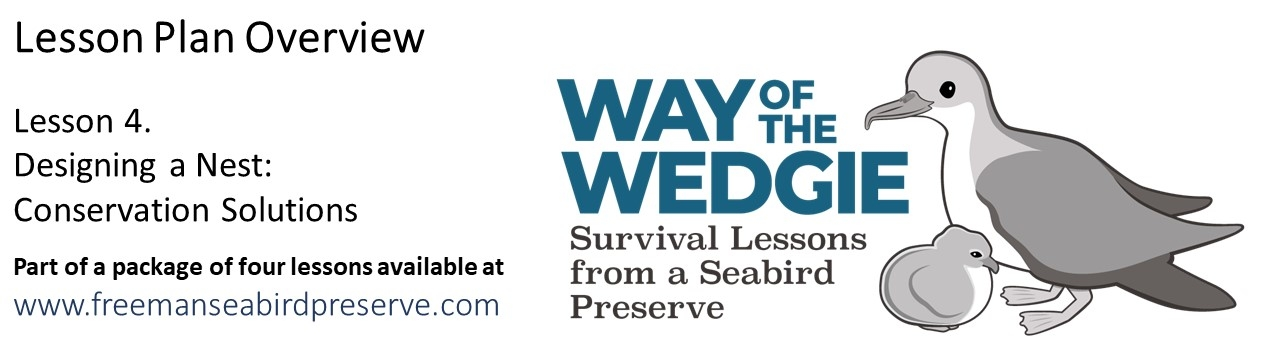 Lesson Plan Overview
Lesson 4.
Designing a Nest:
Conservation Solutions
Part of a package of four lessons available at
www.freemanseabirdpreserve.com
WAY OF THE
WEDGIE
Survival Lessons
from a Seabird
Preserve